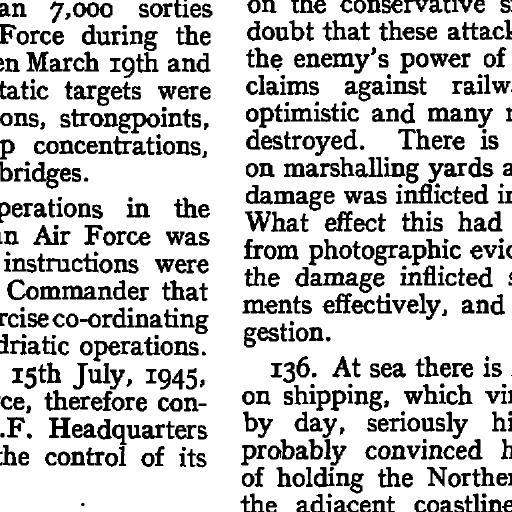 an 7,000 sorties
Force during the
en March 19th and
tatic targets were
ons, strongpoints,
p concentrations,
bridges.
perations in the
n Air Force was
instructions were
Commander that
rcise co-ordinating
driatic operations.
15th July, 1945,
ce, therefore con-
.F. Headquarters
the control of its
on the conservative s
doubt that these attack
the enemy's power of
claims against railw
optimistic and many
destroyed. There is
on marshalling yards a
damage was inflicted in
What effect this had
from photographic evid
the damage inflicted s
ments effectively, and
gestion.
136. At sea there is
on shipping, which vi
by day, seriously hi
probably convinced h
of holding the Norther
the adjacent coastline